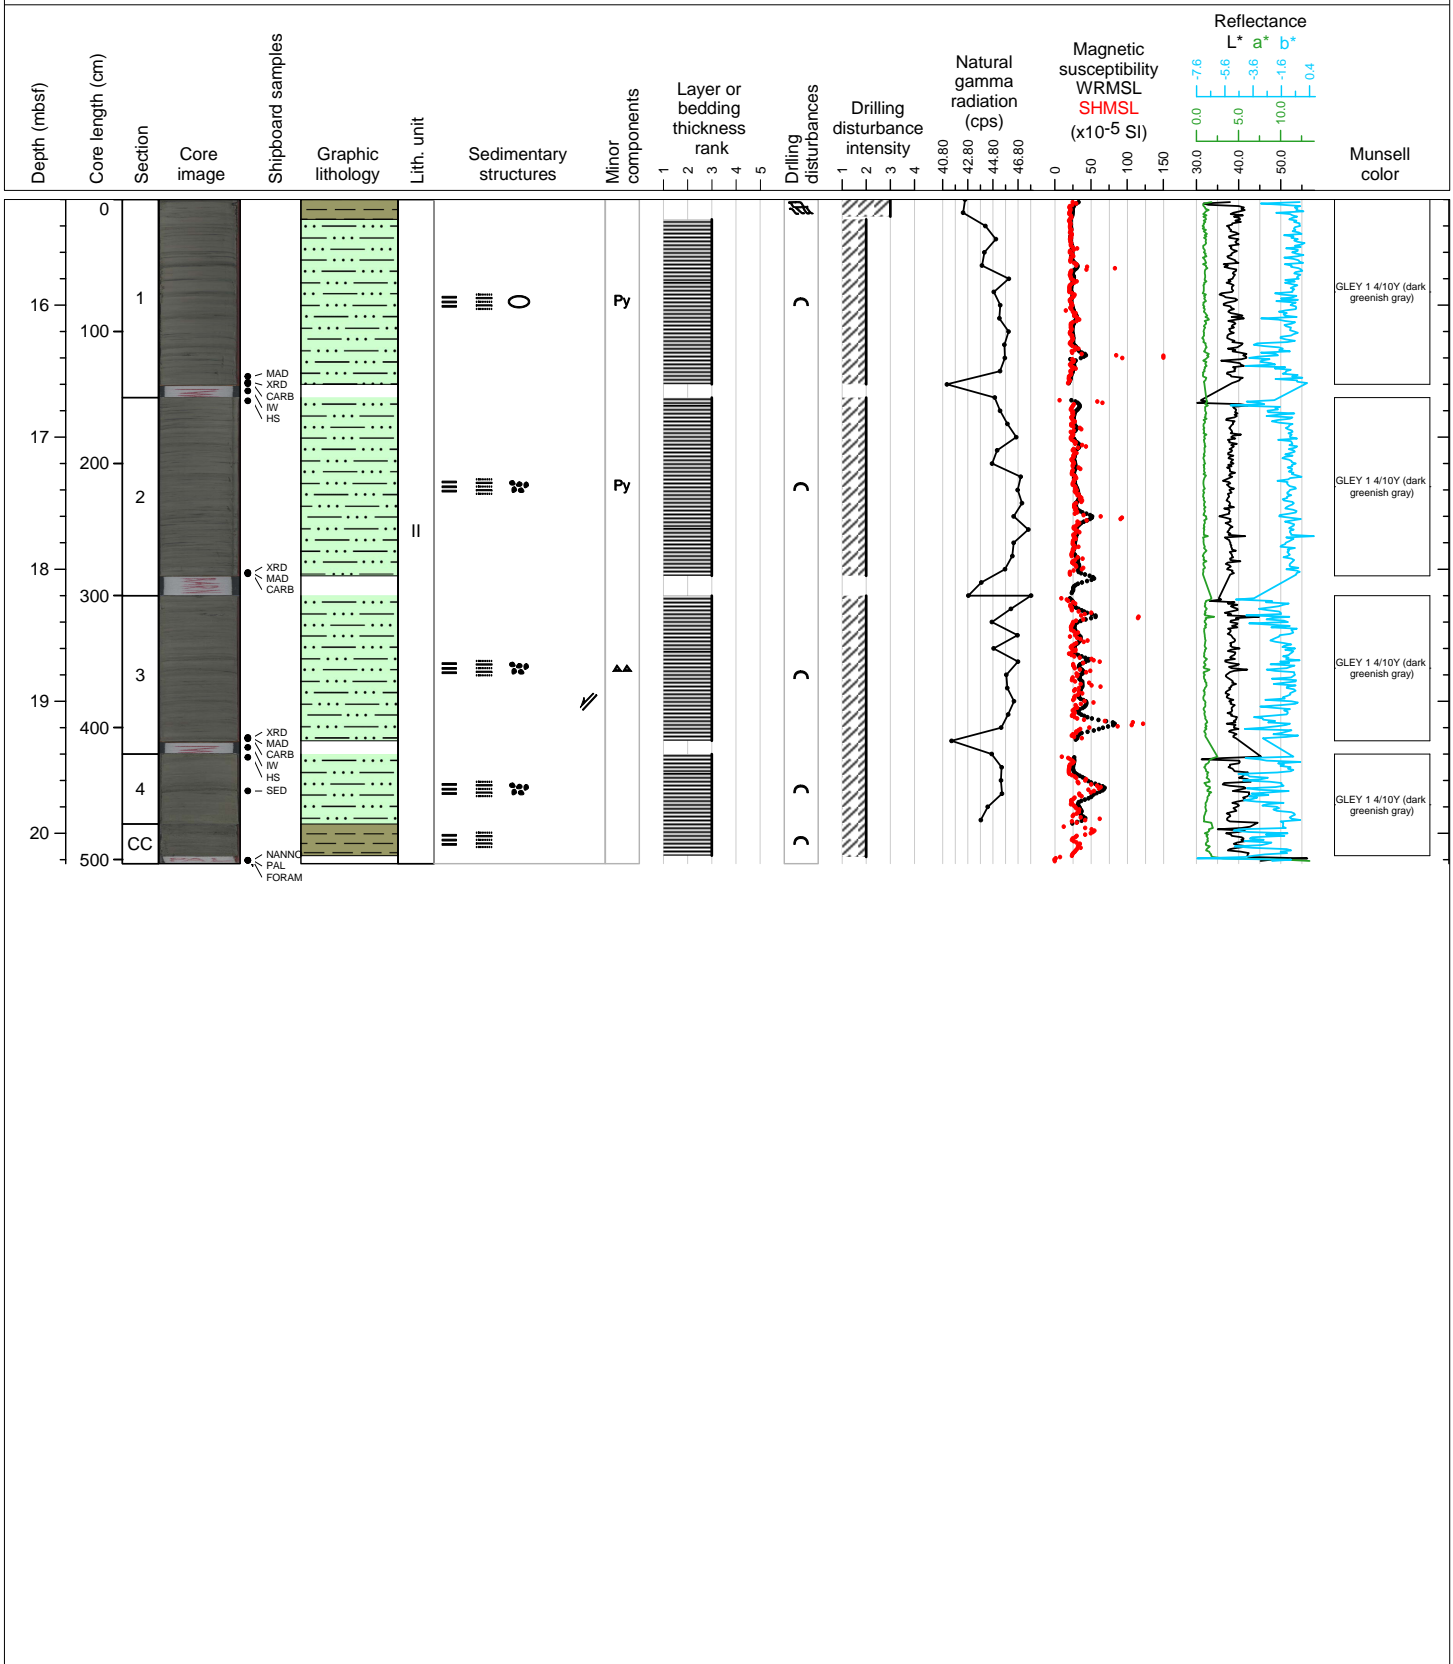 Depth (mbsf)
Core length (cm)
Section
Core
image
Shipboard samples
Graphic
lithology
Lith. unit
Sedimentary
structures
Minor
components
Layer or
bedding
thickness
rank
1 2 3 4 5
Drilling
disturbances
Drilling
disturbance
intensity
1 2 3 4
Natural
gamma
radiation
(cps)
40.80 42.80 44.80 46.80
Magnetic
susceptibility
WRMSL
SHMSL
(x10-5 SI)
0 50 100 150
Reflectance
L* a* b*
-7.6 -5.6 -3.6 -1.6 0.4
0.0 5.0 10.0
30.0 40.0 50.0
Munsell
color
0
1
16
Py
GLEY 1 4/10Y (dark
greenish gray)
100
MAD
XRD
CARB
IW
HS
17
200
2
Py
GLEY 1 4/10Y (dark
greenish gray)
II
18
XRD
MAD
CARB
300
3
GLEY 1 4/10Y (dark
greenish gray)
19
400
XRD
MAD
CARB
IW
HS
4
SED
GLEY 1 4/10Y (dark
greenish gray)
20
CC
500
NANNO
PAL
FORAM